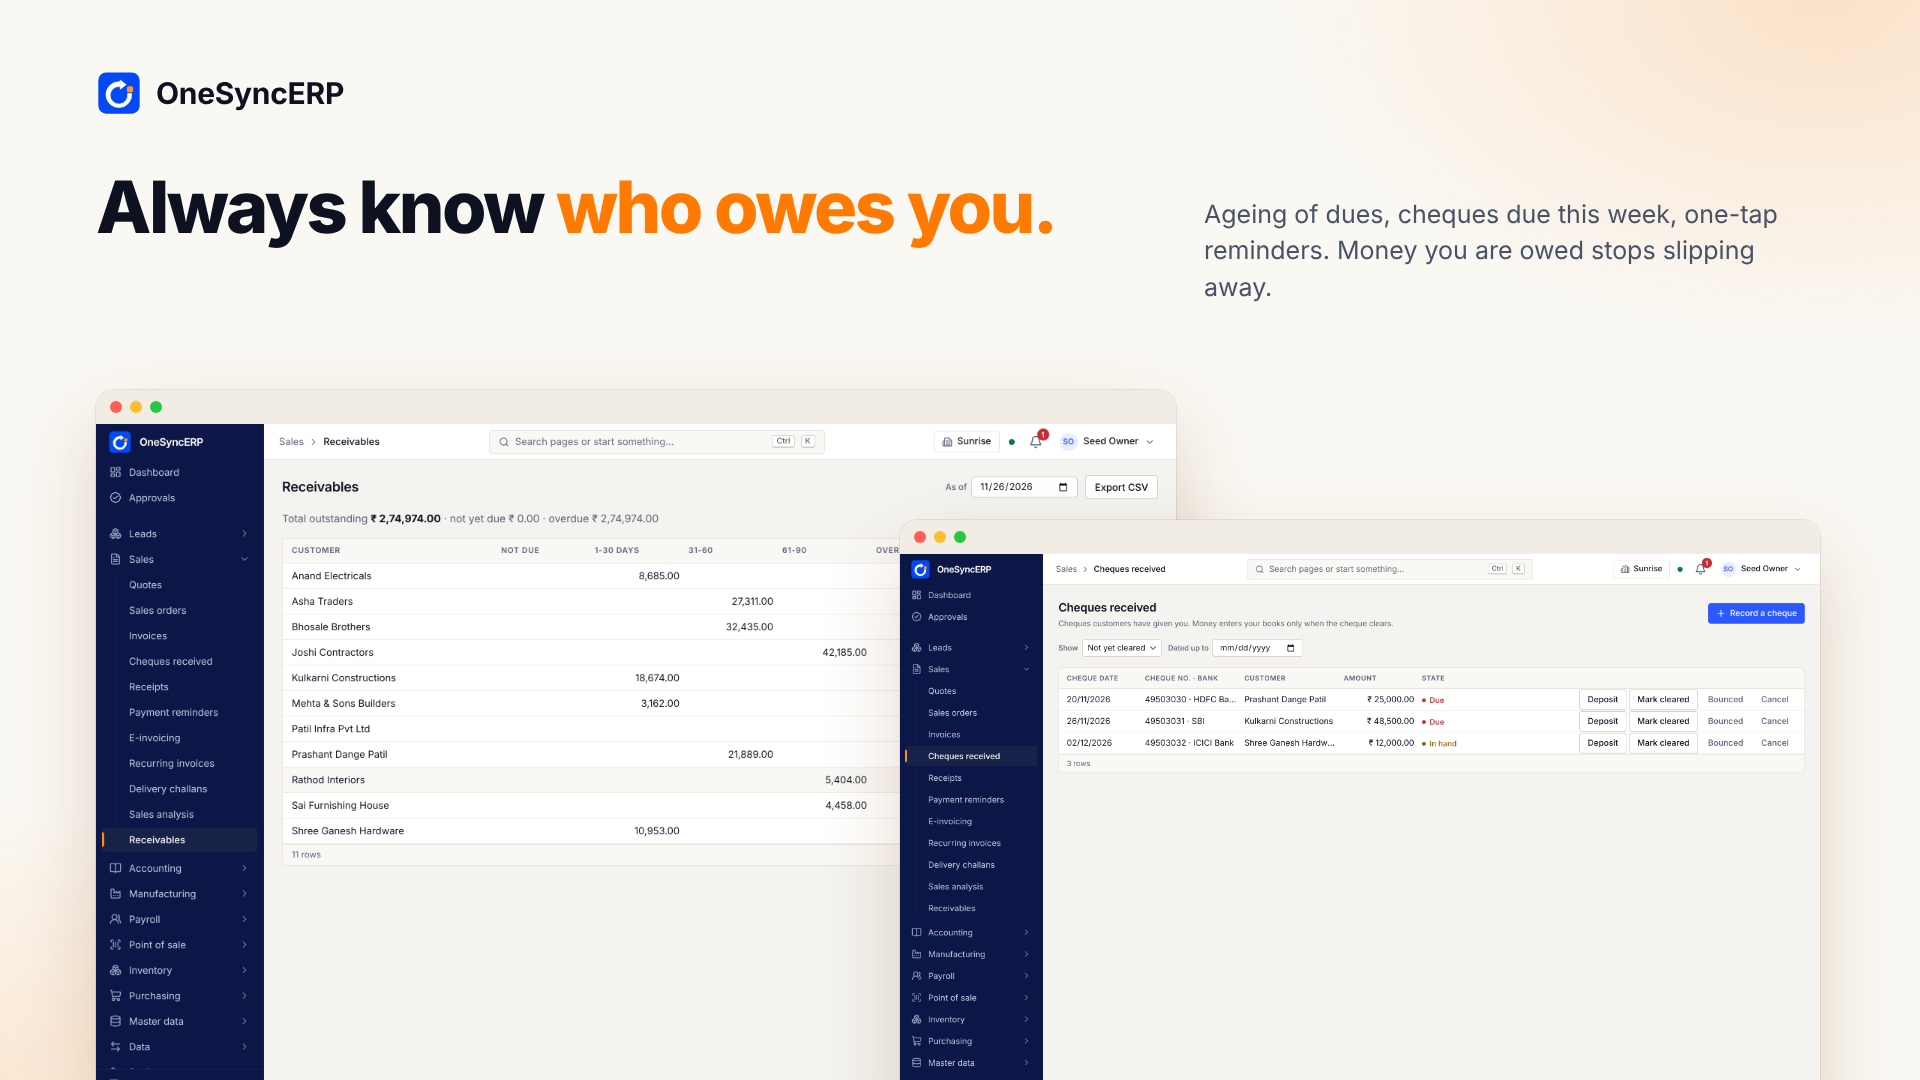 OneSyncERP
Always know who owes you.
Ageing of dues, cheques due this week, one-tap
reminders. Money you are owed stops slipping
away.
OneSyncERP
Dashboard
Approvals
Leads
Sales
Quotes
Sales orders
Invoices
Cheques received
Receipts
Payment reminders
E-invoicing
Recurring invoices
Delivery challans
Sales analysis
Receivables
Accounting
Manufacturing
Payroll
Point of sale
Inventory
Purchasing
Master data
Data
Sales > Receivables
Search pages or start something... Ctrl K
Sunrise 1 SO Seed Owner
Receivables
As of 11/26/2026 Export CSV
Total outstanding ₹ 2,74,974.00 · not yet due ₹ 0.00 · overdue ₹ 2,74,974.00
CUSTOMER NOT DUE 1-30 DAYS 31-60 61-90 OVER
Anand Electricals 8,685.00
Asha Traders 27,311.00
Bhosale Brothers 32,435.00
Joshi Contractors 42,185.00
Kulkarni Constructions 18,674.00
Mehta & Sons Builders 3,162.00
Patil Infra Pvt Ltd
Prashant Dange Patil 21,889.00
Rathod Interiors 5,404.00
Sai Furnishing House 4,458.00
Shree Ganesh Hardware 10,953.00
11 rows
OneSyncERP
Dashboard
Approvals
Leads
Sales
Quotes
Sales orders
Invoices
Cheques received
Receipts
Payment reminders
E-invoicing
Recurring invoices
Delivery challans
Sales analysis
Receivables
Accounting
Manufacturing
Payroll
Point of sale
Inventory
Purchasing
Master data
Sales > Cheques received
Search pages or start something... Ctrl K
Sunrise 1 SO Seed Owner
Cheques received
Cheques customers have given you. Money enters your books only when the cheque clears.
+ Record a cheque
Show Not yet cleared Dated up to mm/dd/yyyy
CHEQUE DATE CHEQUE NO. · BANK CUSTOMER AMOUNT STATE
20/11/2026 49503030 · HDFC Ba... Prashant Dange Patil ₹ 25,000.00 Due Deposit Mark cleared Bounced Cancel
26/11/2026 49503031 · SBI Kulkarni Constructions ₹ 48,500.00 Due Deposit Mark cleared Bounced Cancel
02/12/2026 49503032 · ICICI Bank Shree Ganesh Hardw... ₹ 12,000.00 In hand Deposit Mark cleared Bounced Cancel
3 rows